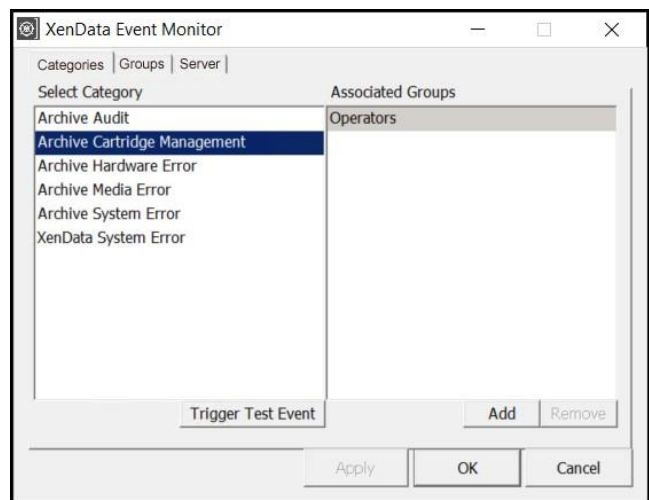 XenData Event Monitor
Categories Groups Server
Select Category Associated Groups
Archive Audit Operators
Archive Cartridge Management
Archive Hardware Error
Archive Media Error
Archive System Error
XenData System Error
Trigger Test Event Add Remove
Apply OK Cancel